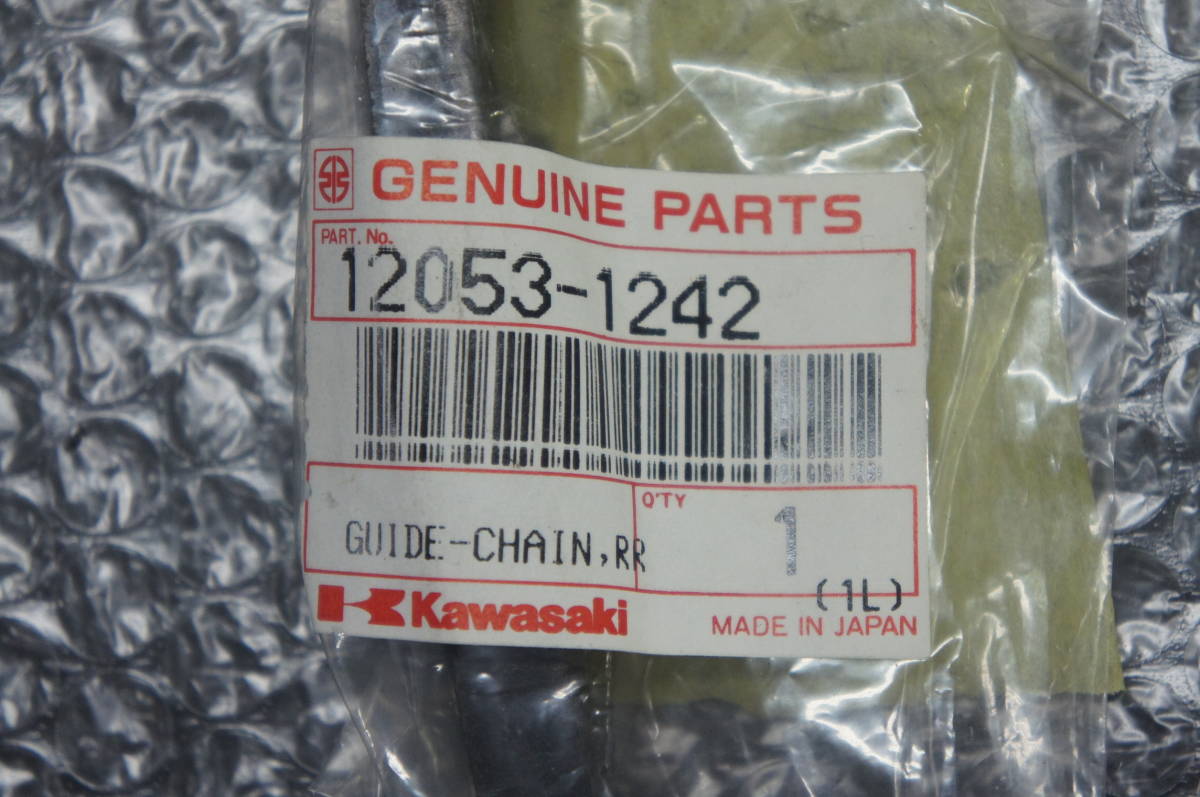 GENUINE PARTS
PART. No.
12053-1242
Q'TY
GUIDE-CHAIN,RR
1
(1L)
Kawasaki
MADE IN JAPAN